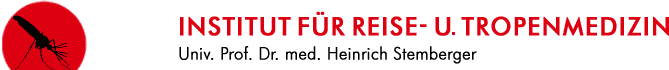 INSTITUT FÜR REISE- U. TROPENMEDIZIN
Univ. Prof. Dr. med. Heinrich Stemberger